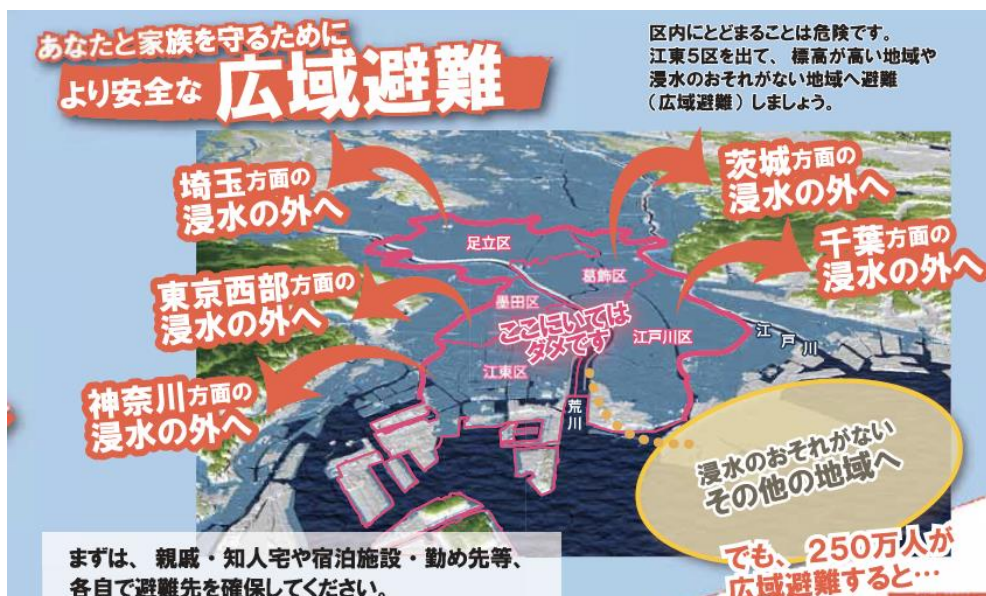 あなたと家族を守るために
より安全な 広域避難
区内にとどまることは危険です。
江東5区を出て、標高が高い地域や
浸水のおそれがない地域へ避難
(広域避難)しましょう。
埼玉方面の
浸水の外へ
茨城方面の
浸水の外へ
千葉方面の
浸水の外へ
東京西部方面の
浸水の外へ
神奈川方面の
浸水の外へ
足立区
葛飾区
墨田区
江戸川区
江東区
ここにいては
ダメです
江戸川
荒川
浸水のおそれがない
その他の地域へ
まずは、親戚・知人宅や宿泊施設・勤め先等、
各自で避難先を確保してください。
でも、250万人が
広域避難すると…